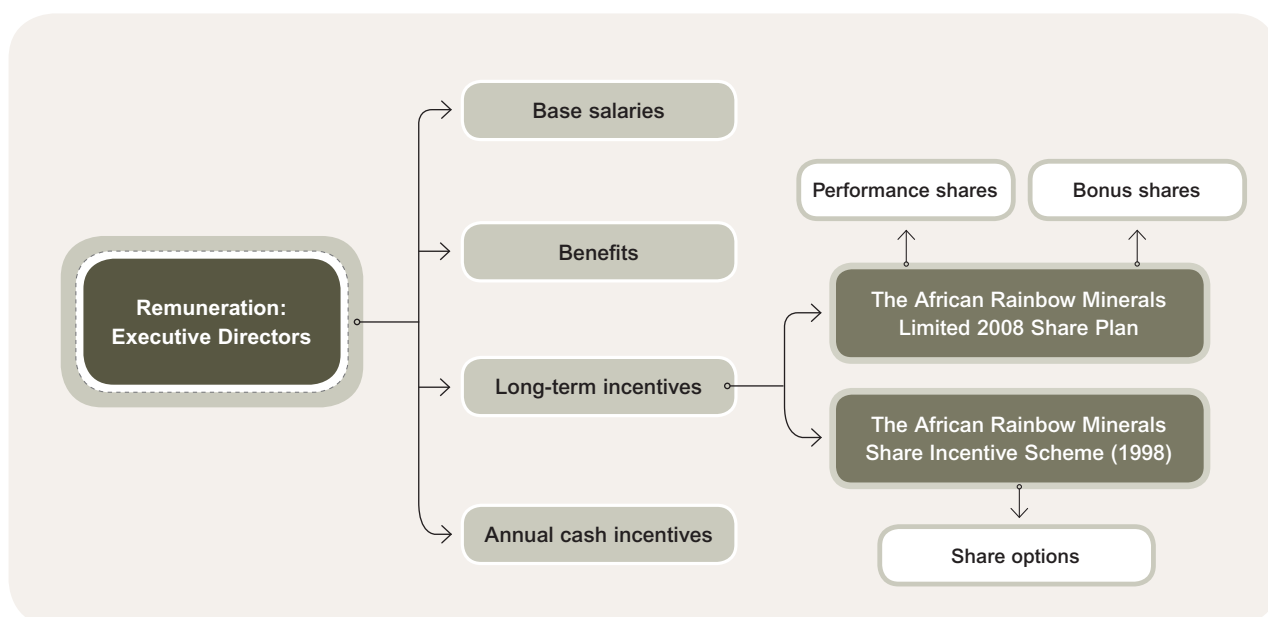 Remuneration:
Executive Directors
Base salaries
Benefits
Long-term incentives
Annual cash incentives
Performance shares
Bonus shares
The African Rainbow Minerals
Limited 2008 Share Plan
The African Rainbow Minerals
Share Incentive Scheme (1998)
Share options